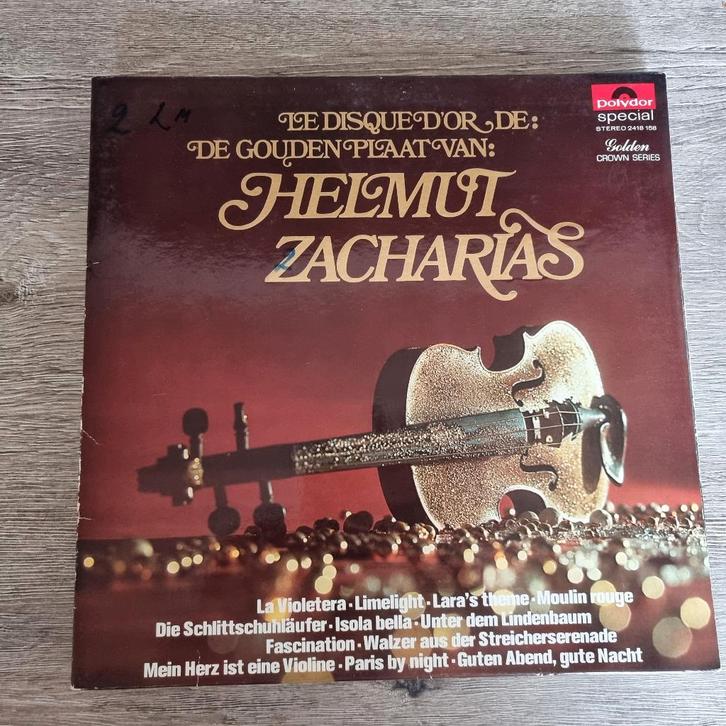 2 LM
LE DISQUE D'OR DE:
DE GOUDEN PLAAT VAN:
HELMUT
ZACHARIAS
polydor
special
STEREO 2418 158
Golden
CROWN SERIES
La Violetera · Limelight · Lara's theme · Moulin rouge
Die Schlittschuhläufer · Isola bella · Unter dem Lindenbaum
Fascination · Walzer aus der Streicherserenade
Mein Herz ist eine Violine · Paris by night · Guten Abend, gute Nacht